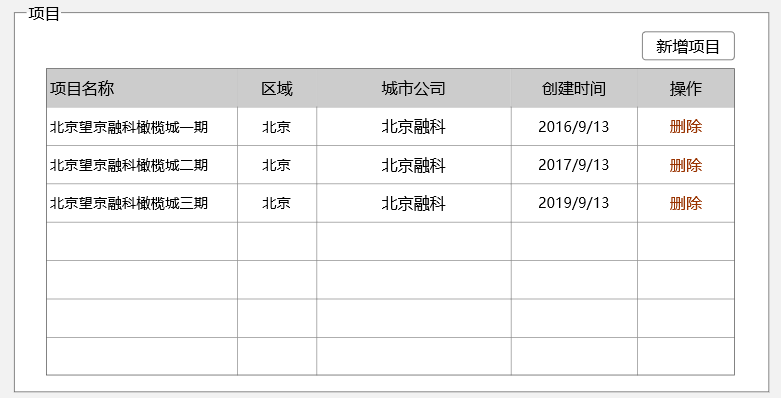 项目
新增项目
项目名称 区域 城市公司 创建时间 操作
北京望京融科橄榄城一期 北京 北京融科 2016/9/13 删除
北京望京融科橄榄城二期 北京 北京融科 2017/9/13 删除
北京望京融科橄榄城三期 北京 北京融科 2019/9/13 删除